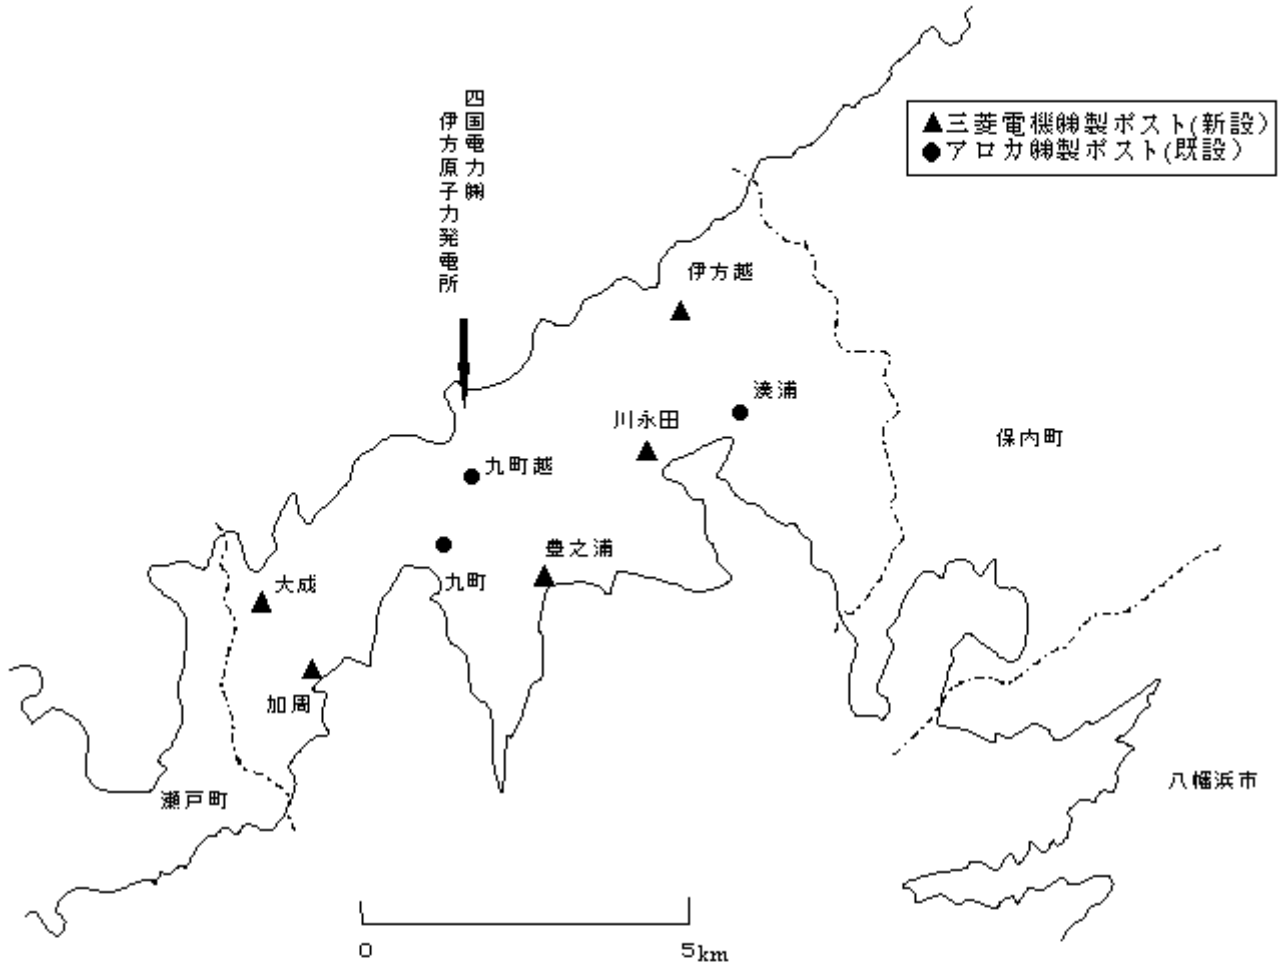 四国電力㈱
伊方原子力発電所
▲三菱電機㈱製ポスト(新設)
●アロカ㈱製ポスト(既設)
伊方越
湊浦
川永田
保内町
九町越
豊之浦
九町
大成
加周
瀬戸町
八幡浜市
0 5km